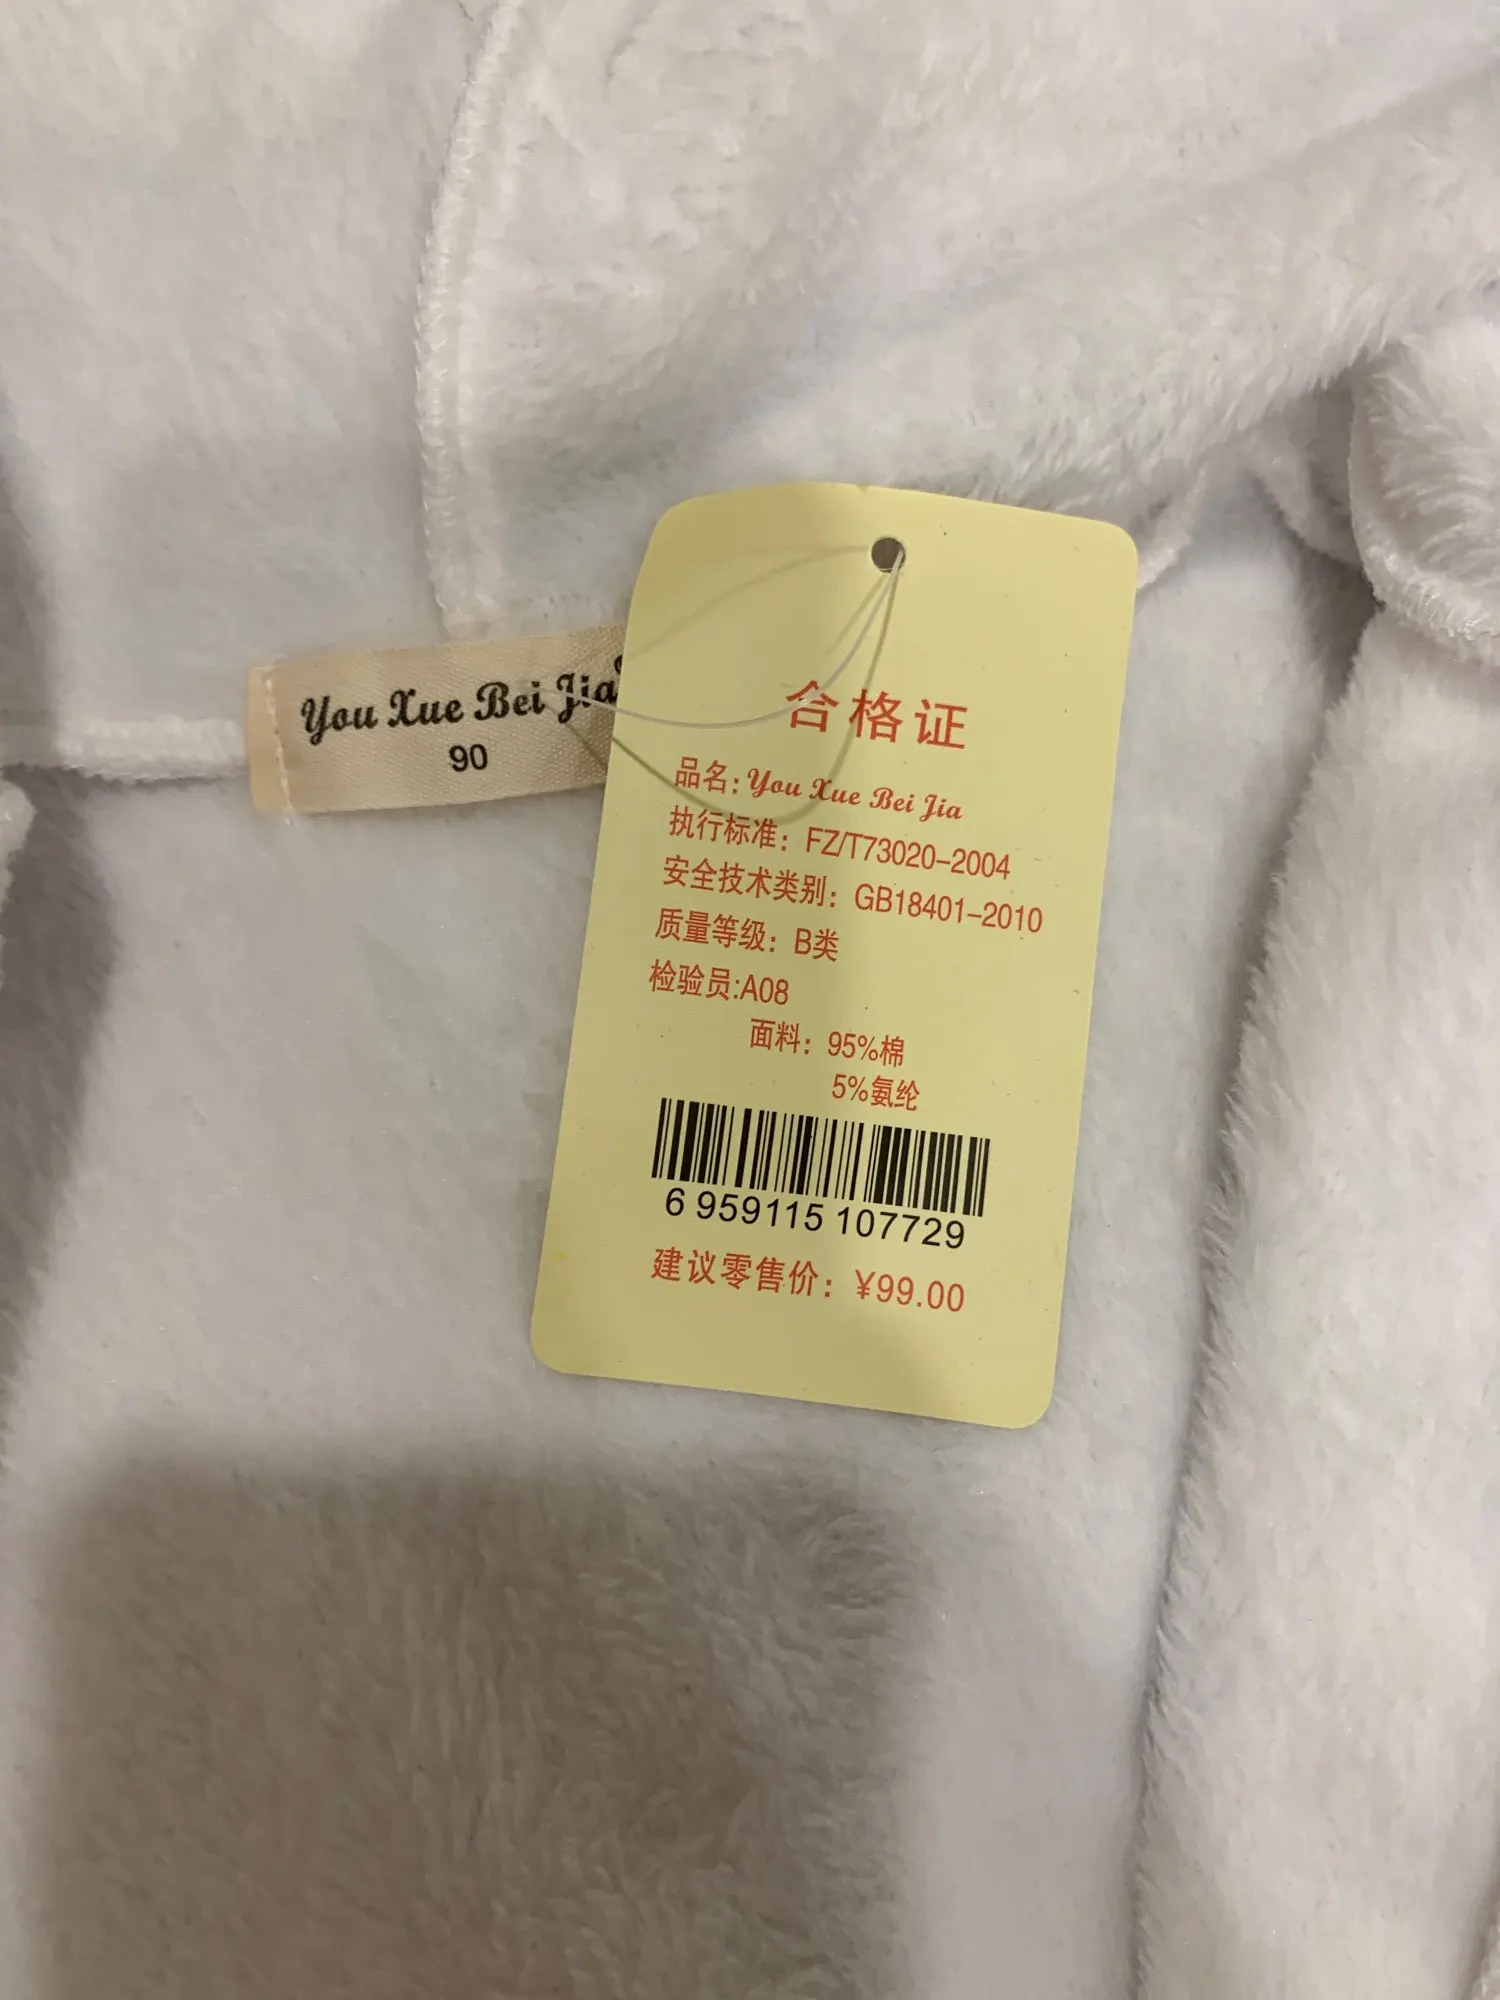 You Xue Bei Jia
90
合格证
品名:You Xue Bei Jia
执行标准：FZ/T73020-2004
安全技术类别：GB18401-2010
质量等级：B类
检验员:A08
面料：95%棉
5%氨纶
6 959115 107729
建议零售价：¥99.00